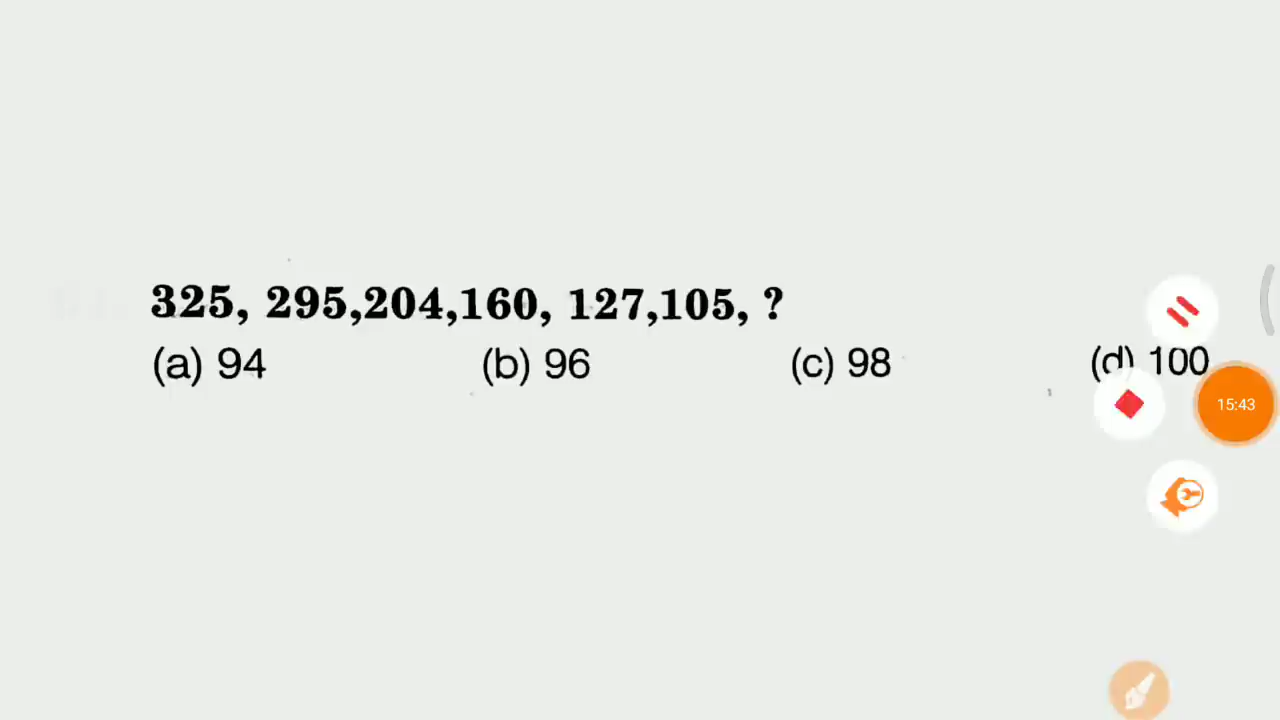 325, 295,204,160, 127,105, ?
(a) 94 (b) 96 (c) 98 (d) 100
15:43